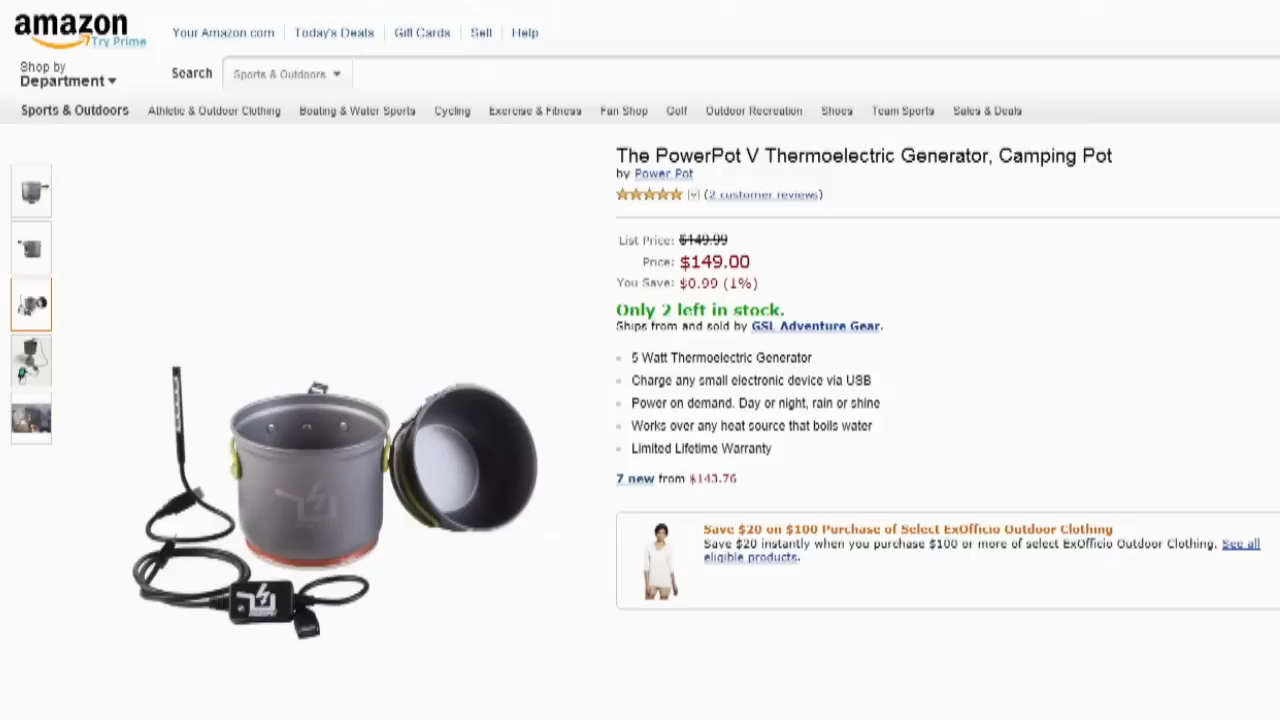 amazon
Try Prime
Your Amazon.com Today's Deals Gift Cards Sell Help
Shop by
Department
Search Sports & Outdoors
Sports & Outdoors Athletic & Outdoor Clothing Boating & Water Sports Cycling Exercise & Fitness Fan Shop Golf Outdoor Recreation Shoes Team Sports Sales & Deals
The PowerPot V Thermoelectric Generator, Camping Pot
by Power Pot
(2 customer reviews)
List Price: $149.99
Price: $149.00
You Save: $0.99 (1%)
Only 2 left in stock.
Ships from and sold by GSL Adventure Gear.
5 Watt Thermoelectric Generator
Charge any small electronic device via USB
Power on demand. Day or night, rain or shine
Works over any heat source that boils water
Limited Lifetime Warranty
7 new from $143.76
Save $20 on $100 Purchase of Select ExOfficio Outdoor Clothing
Save $20 instantly when you purchase $100 or more of select ExOfficio Outdoor Clothing. See all
eligible products.